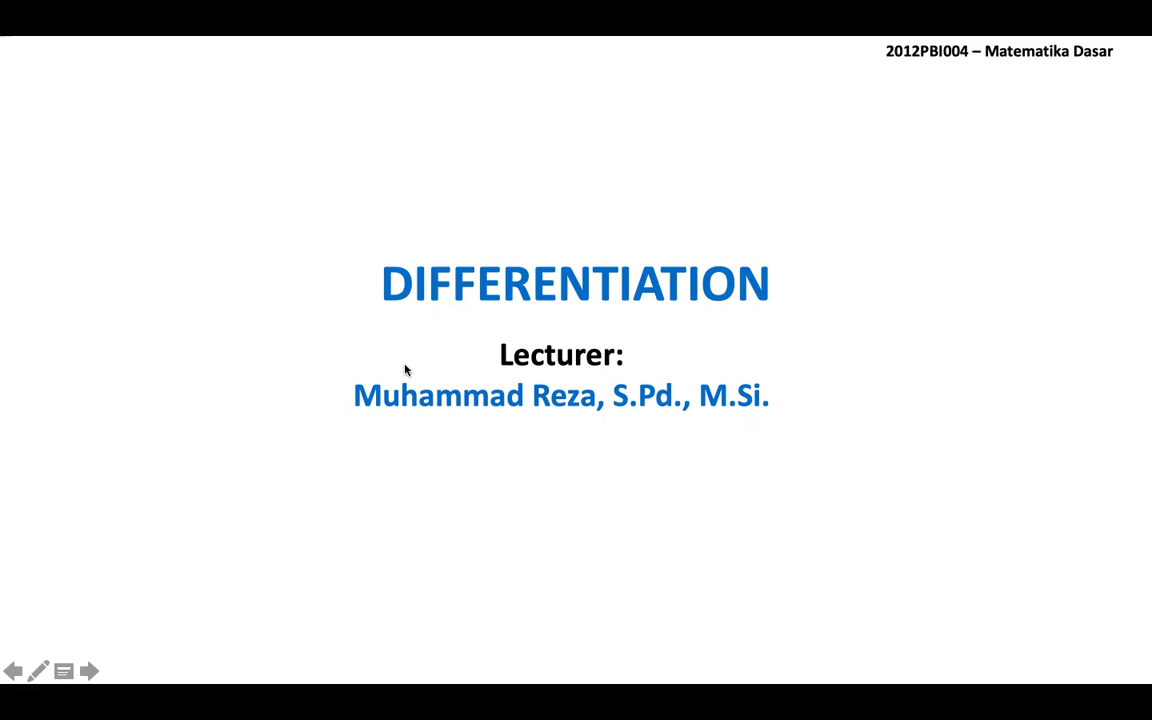 2012PBI004 – Matematika Dasar
DIFFERENTIATION
Lecturer:
Muhammad Reza, S.Pd., M.Si.